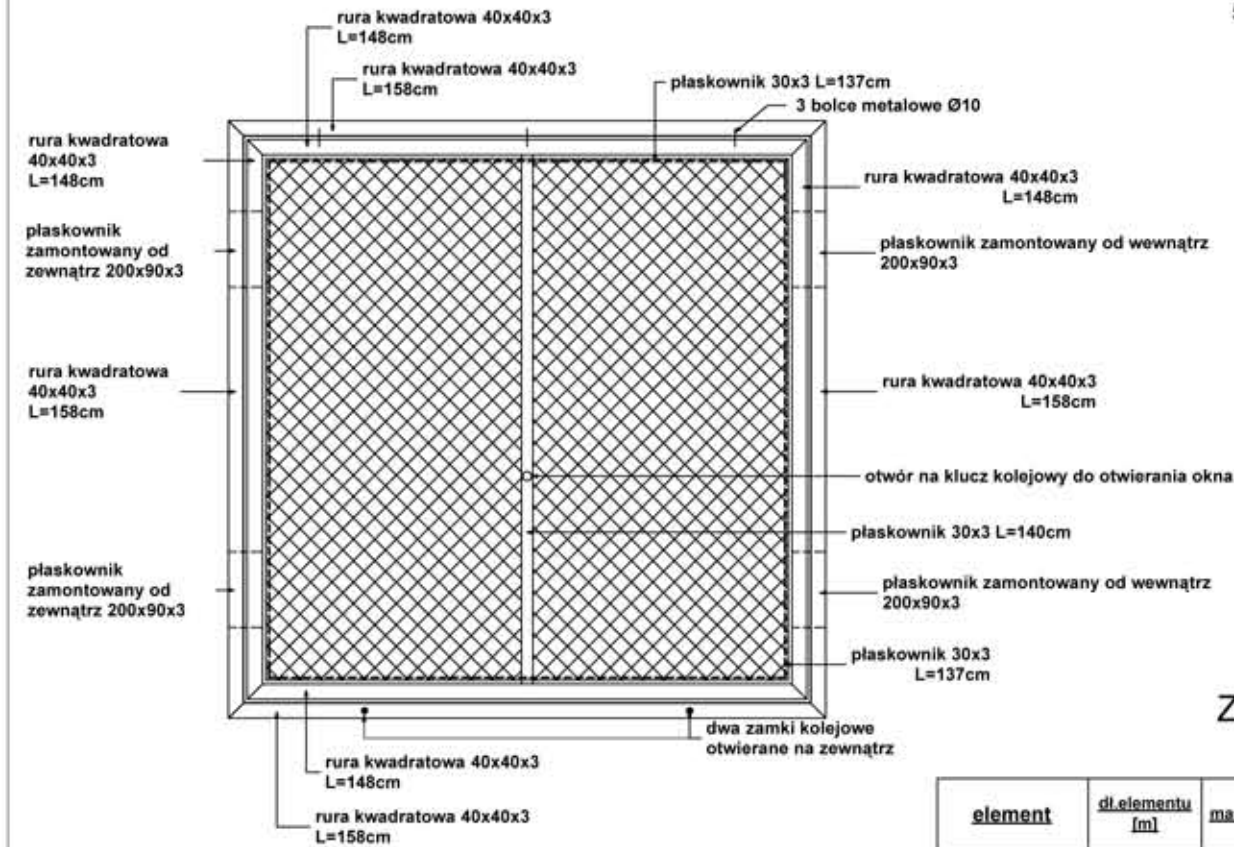 rura kwadratowa 40x40x3
L=148cm
rura kwadratowa 40x40x3
L=158cm
płaskownik 30x3 L=137cm
3 bolce metalowe Ø10
rura kwadratowa
40x40x3
L=148cm
rura kwadratowa 40x40x3
L=148cm
płaskownik
zamontowany od
zewnątrz 200x90x3
płaskownik zamontowany od wewnątrz
200x90x3
rura kwadratowa
40x40x3
L=158cm
rura kwadratowa 40x40x3
L=158cm
otwór na klucz kolejowy do otwierania okna
płaskownik 30x3 L=140cm
płaskownik
zamontowany od
zewnątrz 200x90x3
płaskownik zamontowany od wewnątrz
200x90x3
płaskownik 30x3
L=137cm
Z
dwa zamki kolejowe
otwierane na zewnątrz
rura kwadratowa 40x40x3
L=148cm
rura kwadratowa 40x40x3
L=158cm
element
dł.elementu
[m]
ma